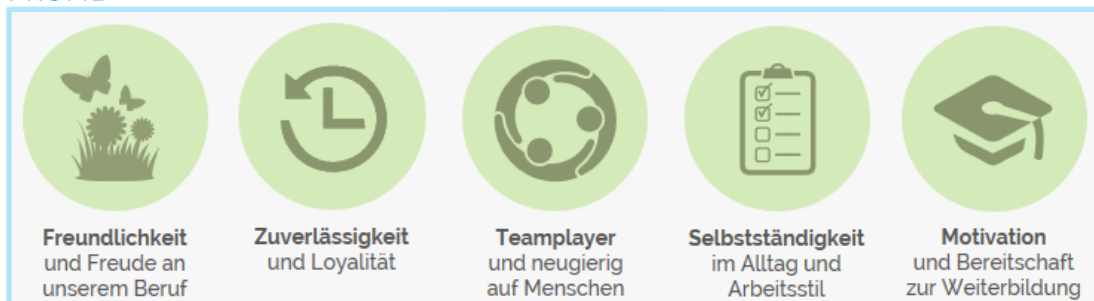 Freundlichkeit
und Freude an
unserem Beruf
Zuverlässigkeit
und Loyalität
Teamplayer
und neugierig
auf Menschen
Selbstständigkeit
im Alltag und
Arbeitsstil
Motivation
und Bereitschaft
zur Weiterbildung